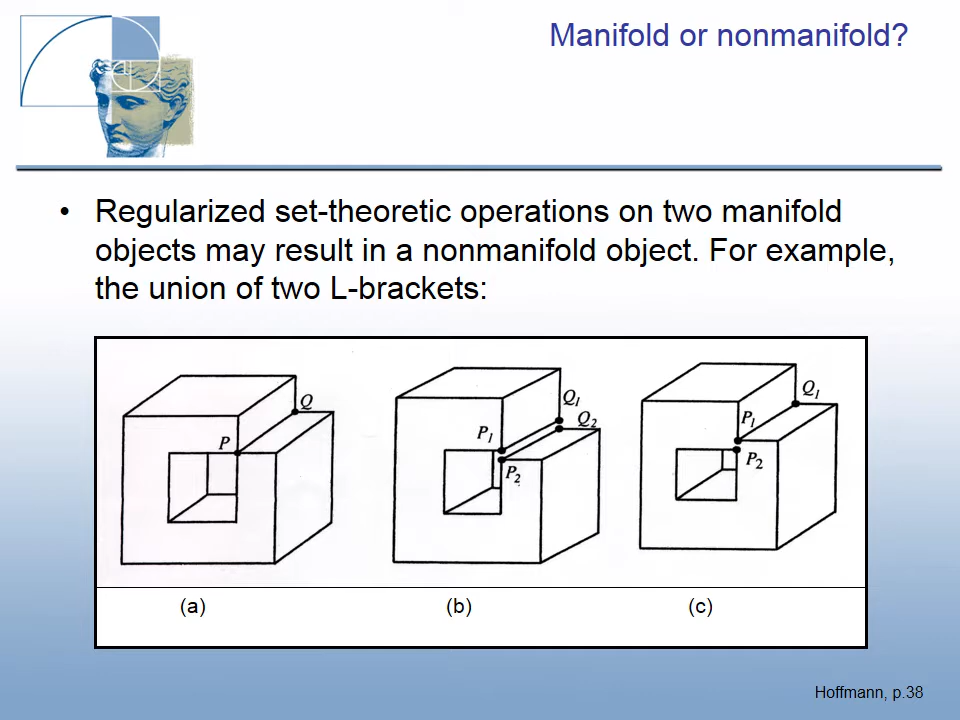 Manifold or nonmanifold?
• Regularized set-theoretic operations on two manifold
objects may result in a nonmanifold object. For example,
the union of two L-brackets:
Q
P
Q1
Q2
P1
P2
Q1
P1
P2
(a)
(b)
(c)
Hoffmann, p.38